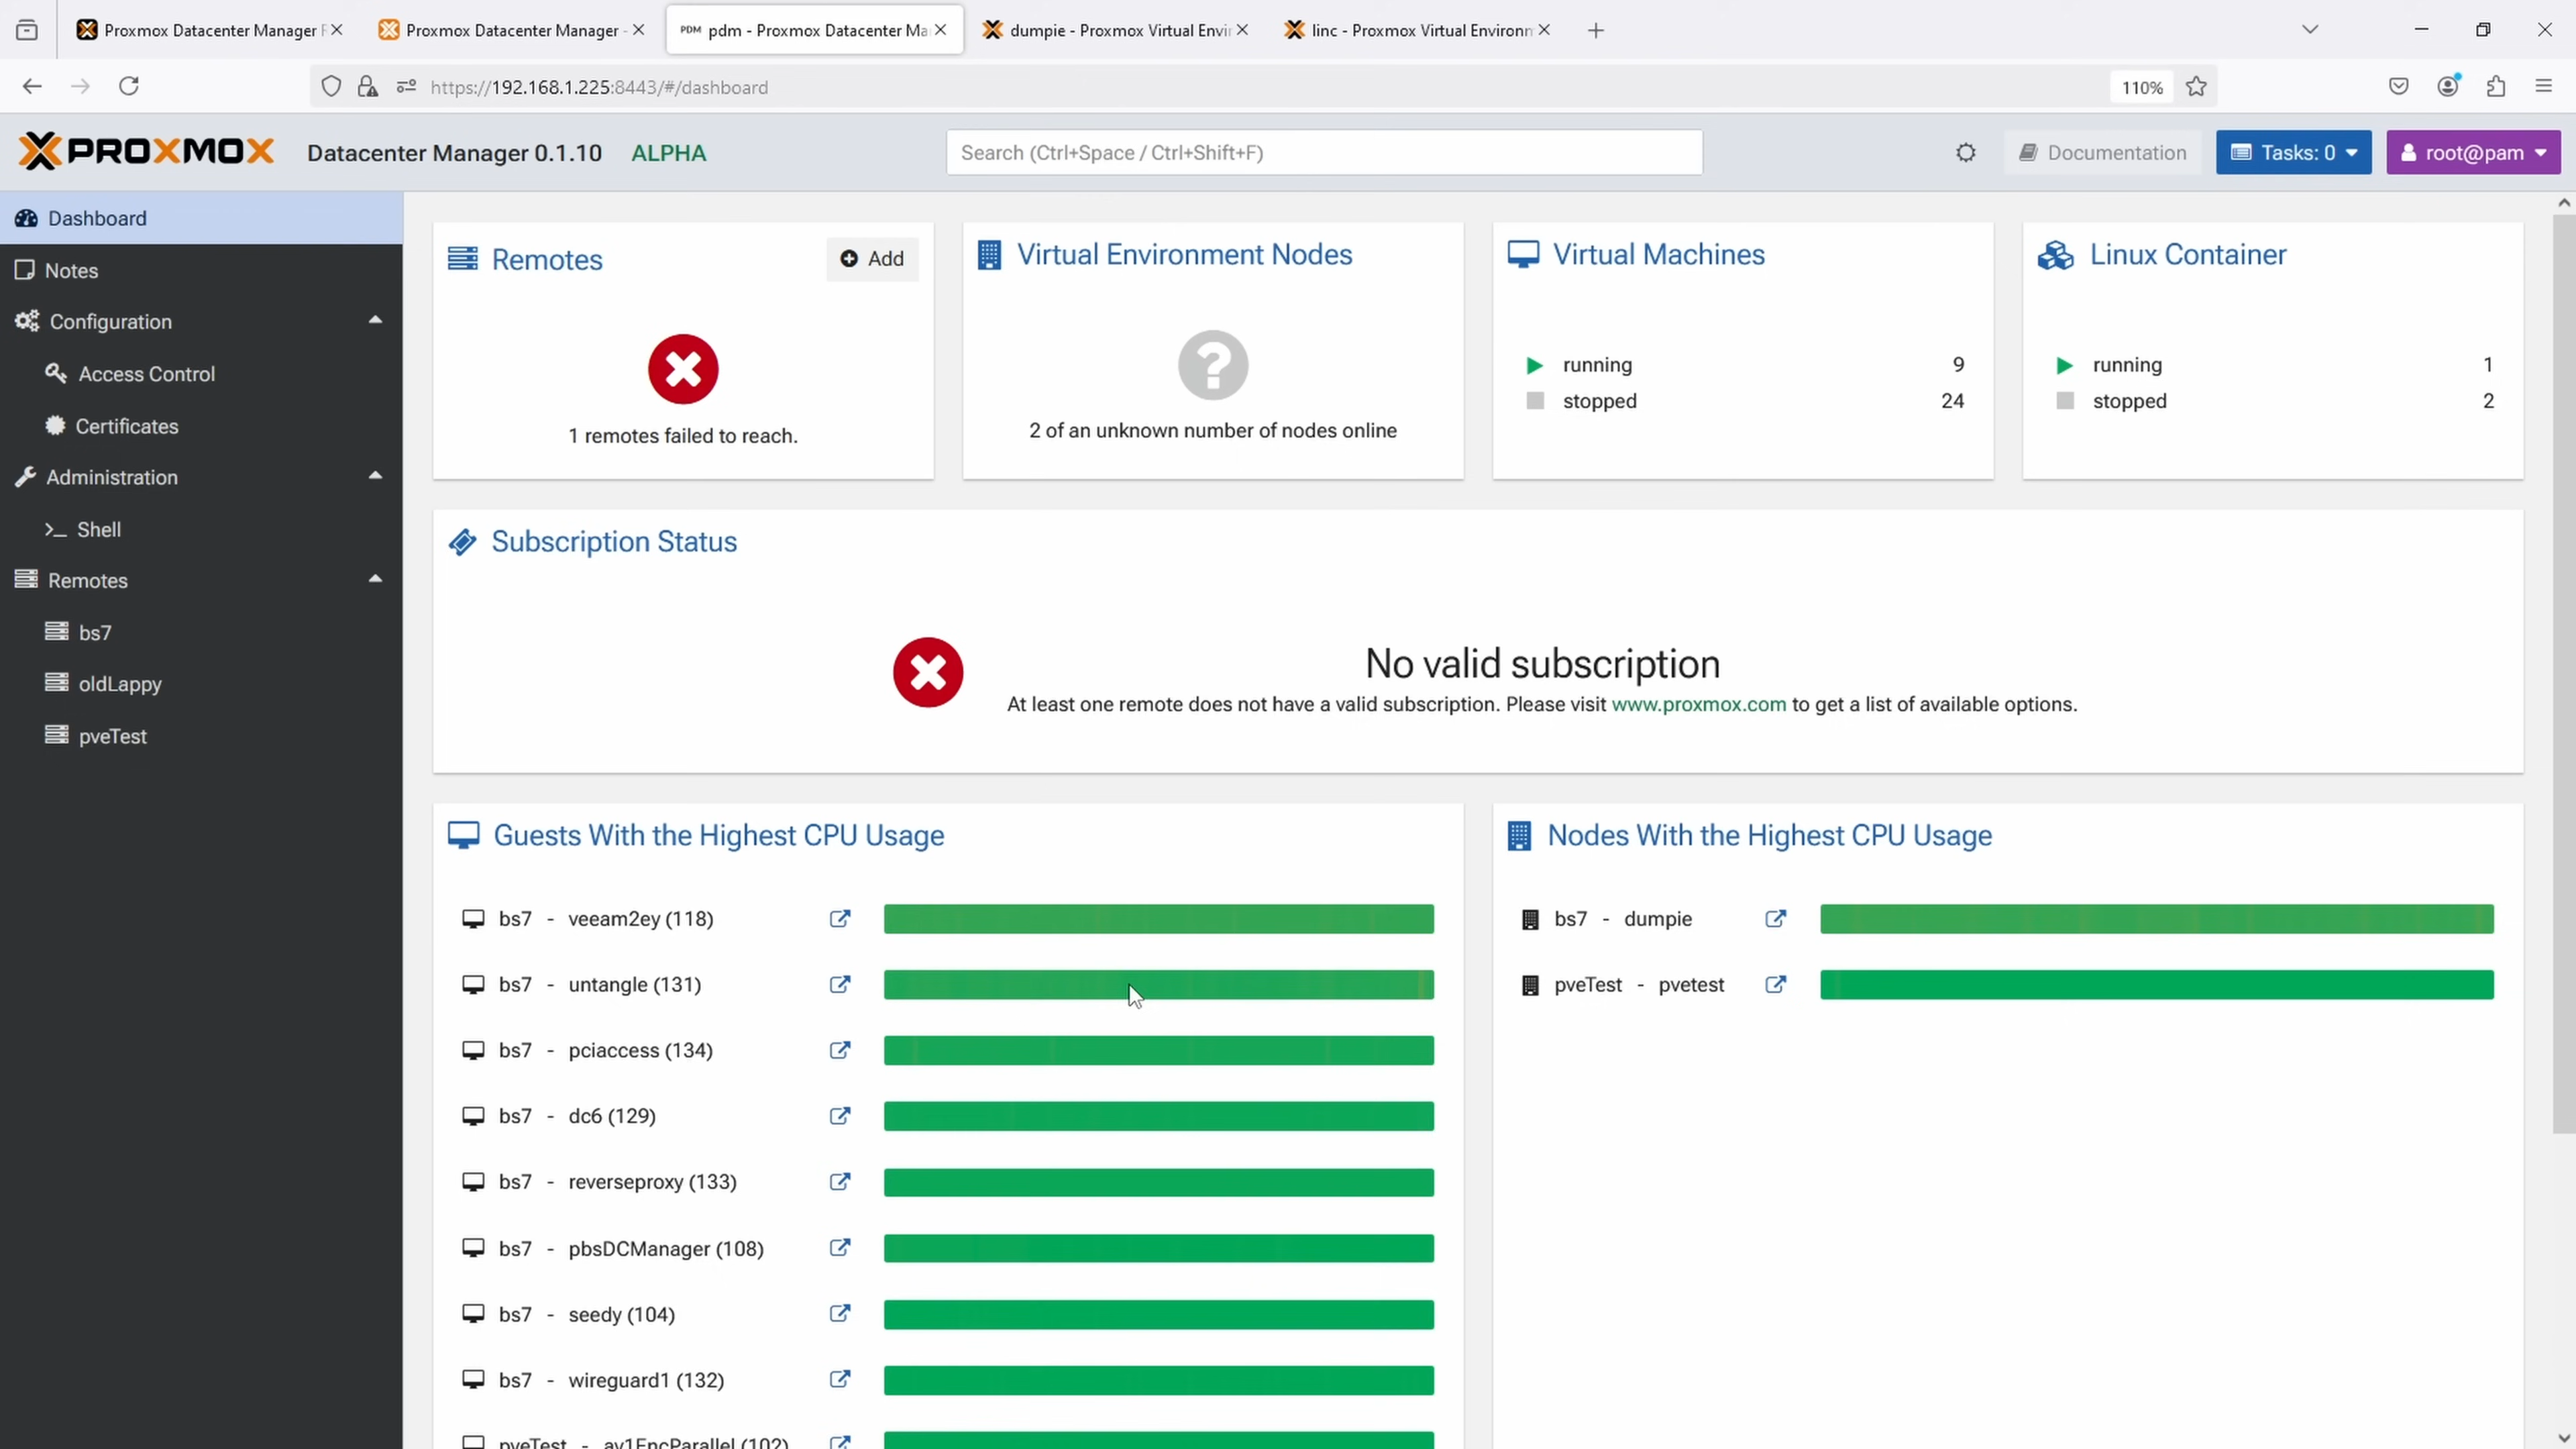 Proxmox Datacenter Manager
Proxmox Datacenter Manager -
PDM pdm - Proxmox Datacenter Ma
dumpie - Proxmox Virtual Envir
linc - Proxmox Virtual Environm
https://192.168.1.225:8443/#/dashboard
110%
PROXMOX
Datacenter Manager 0.1.10
ALPHA
Search (Ctrl+Space / Ctrl+Shift+F)
Documentation
Tasks: 0
root@pam
Dashboard
Notes
Configuration
Access Control
Certificates
Administration
Shell
Remotes
bs7
oldLappy
pveTest
Remotes
Add
1 remotes failed to reach.
Virtual Environment Nodes
2 of an unknown number of nodes online
Virtual Machines
running 9
stopped 24
Linux Container
running 1
stopped 2
Subscription Status
No valid subscription
At least one remote does not have a valid subscription. Please visit www.proxmox.com to get a list of available options.
Guests With the Highest CPU Usage
bs7 - veeam2ey (118)
bs7 - untangle (131)
bs7 - pciaccess (134)
bs7 - dc6 (129)
bs7 - reverseproxy (133)
bs7 - pbsDCManager (108)
bs7 - seedy (104)
bs7 - wireguard1 (132)
pveTest - av1EncParallel (102)
Nodes With the Highest CPU Usage
bs7 - dumpie
pveTest - pvetest